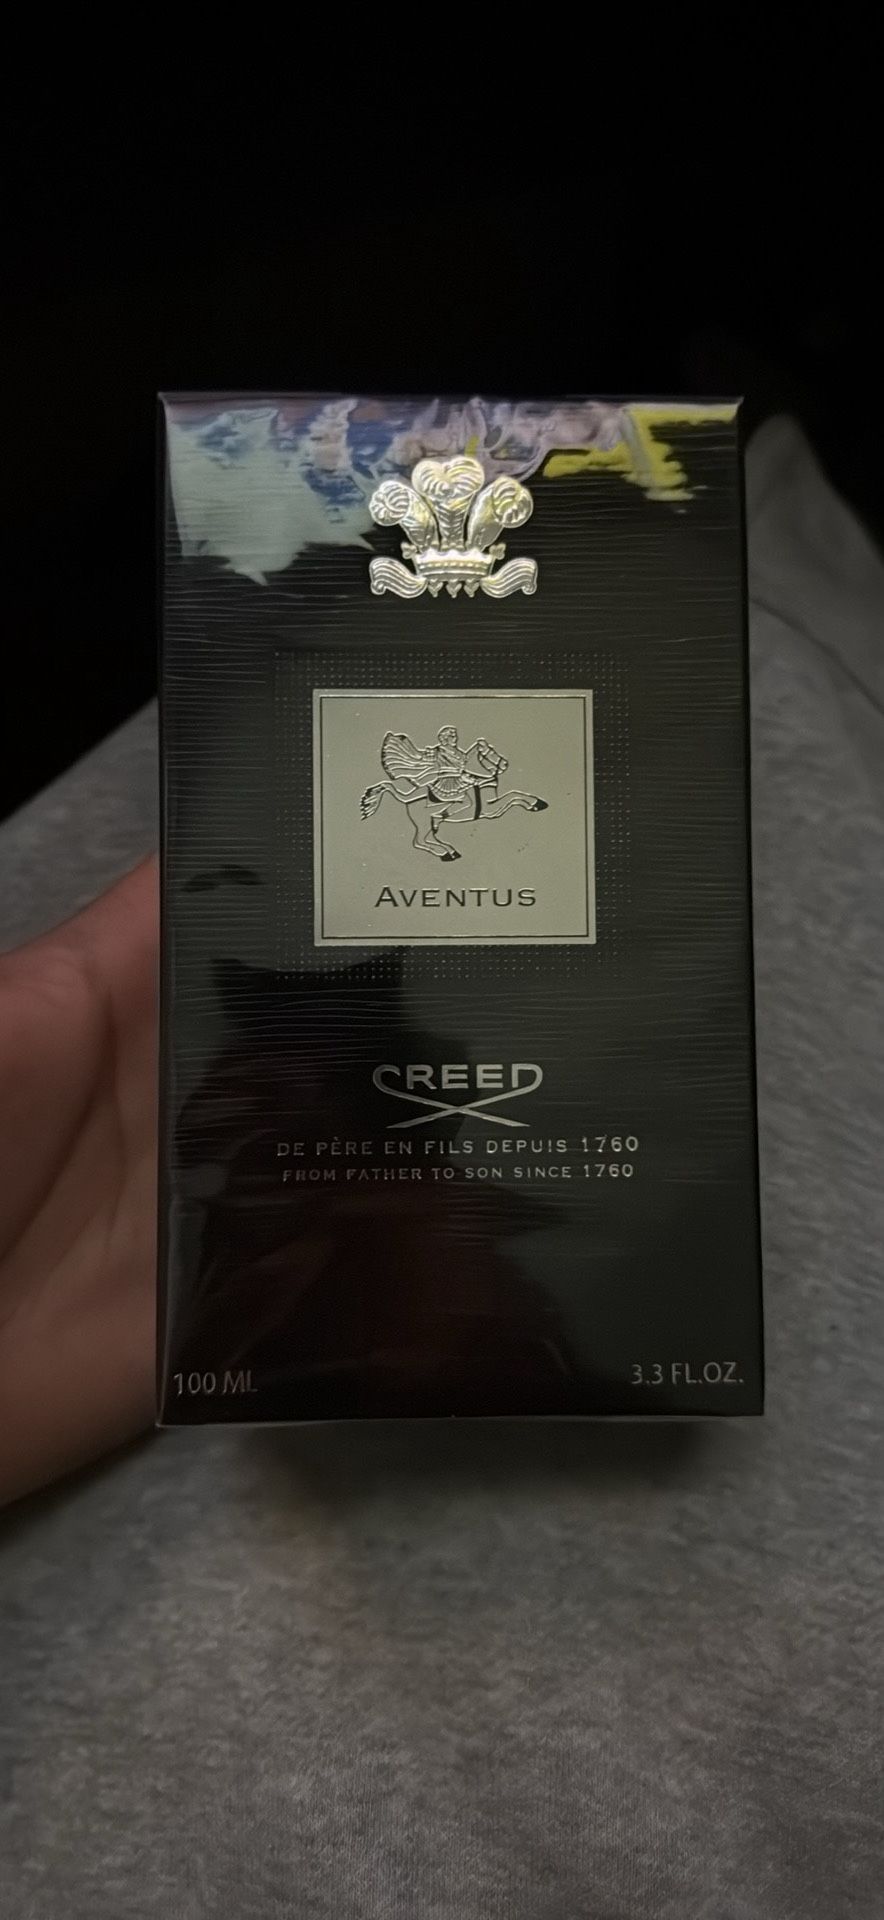 AVENTUS
CREED
DE PÈRE EN FILS DEPUIS 1760
FROM FATHER TO SON SINCE 1760
100 ML
3.3 FL.OZ.